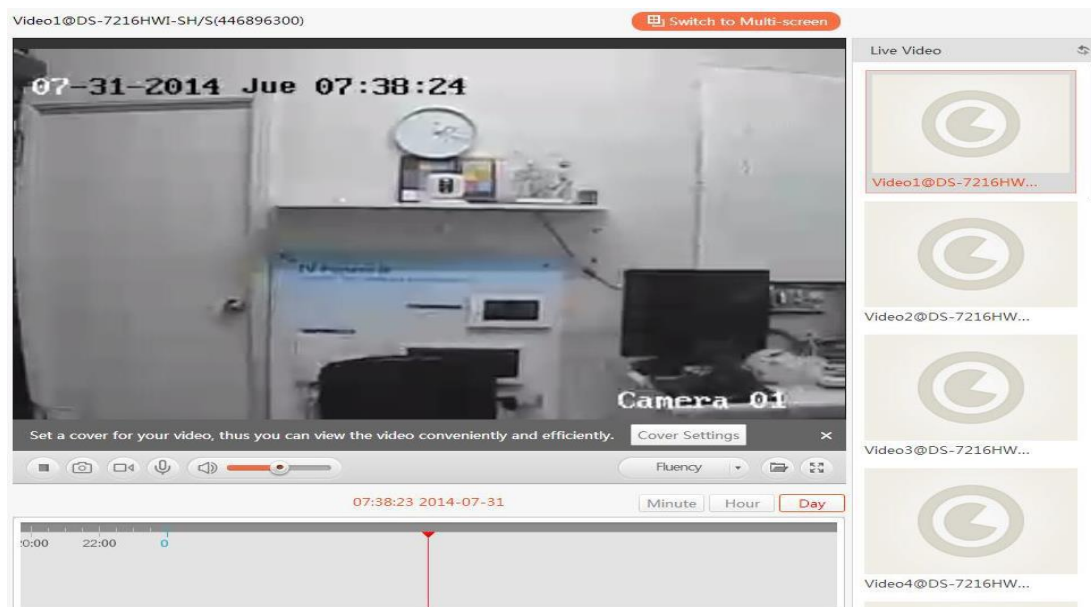 Video1@DS-7216HWI-SH/S(446896300)
Switch to Multi-screen
07-31-2014 Jue 07:38:24
Camera 01
Set a cover for your video, thus you can view the video conveniently and efficiently.
Cover Settings
Fluency
07:38:23 2014-07-31
Minute
Hour
Day
22:00
0
Live Video
Video1@DS-7216HW...
Video2@DS-7216HW...
Video3@DS-7216HW...
Video4@DS-7216HW...